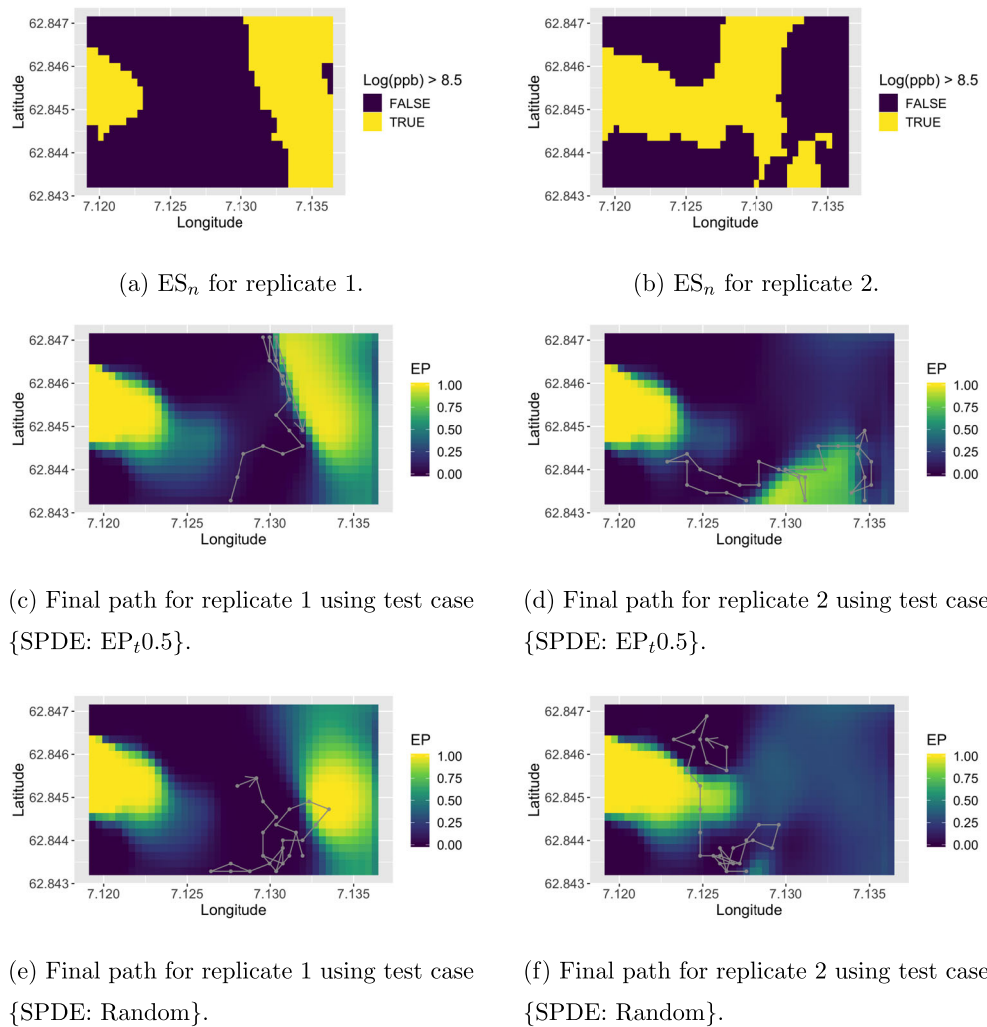 62.847
62.846
62.845
62.844
62.843
Latitude
7.120 7.125 7.130 7.135
Longitude
Log(ppb) > 8.5
FALSE
TRUE
62.847
62.846
62.845
62.844
62.843
Latitude
7.120 7.125 7.130 7.135
Longitude
Log(ppb) > 8.5
FALSE
TRUE
(a) ESn for replicate 1.
(b) ESn for replicate 2.
62.847
62.846
62.845
62.844
62.843
Latitude
7.120 7.125 7.130 7.135
Longitude
EP
1.00
0.75
0.50
0.25
0.00
62.847
62.846
62.845
62.844
62.843
Latitude
7.120 7.125 7.130 7.135
Longitude
EP
1.00
0.75
0.50
0.25
0.00
(c) Final path for replicate 1 using test case
{SPDE: EPt0.5}.
(d) Final path for replicate 2 using test case
{SPDE: EPt0.5}.
62.847
62.846
62.845
62.844
62.843
Latitude
7.120 7.125 7.130 7.135
Longitude
EP
1.00
0.75
0.50
0.25
0.00
62.847
62.846
62.845
62.844
62.843
Latitude
7.120 7.125 7.130 7.135
Longitude
EP
1.00
0.75
0.50
0.25
0.00
(e) Final path for replicate 1 using test case
{SPDE: Random}.
(f) Final path for replicate 2 using test case
{SPDE: Random}.